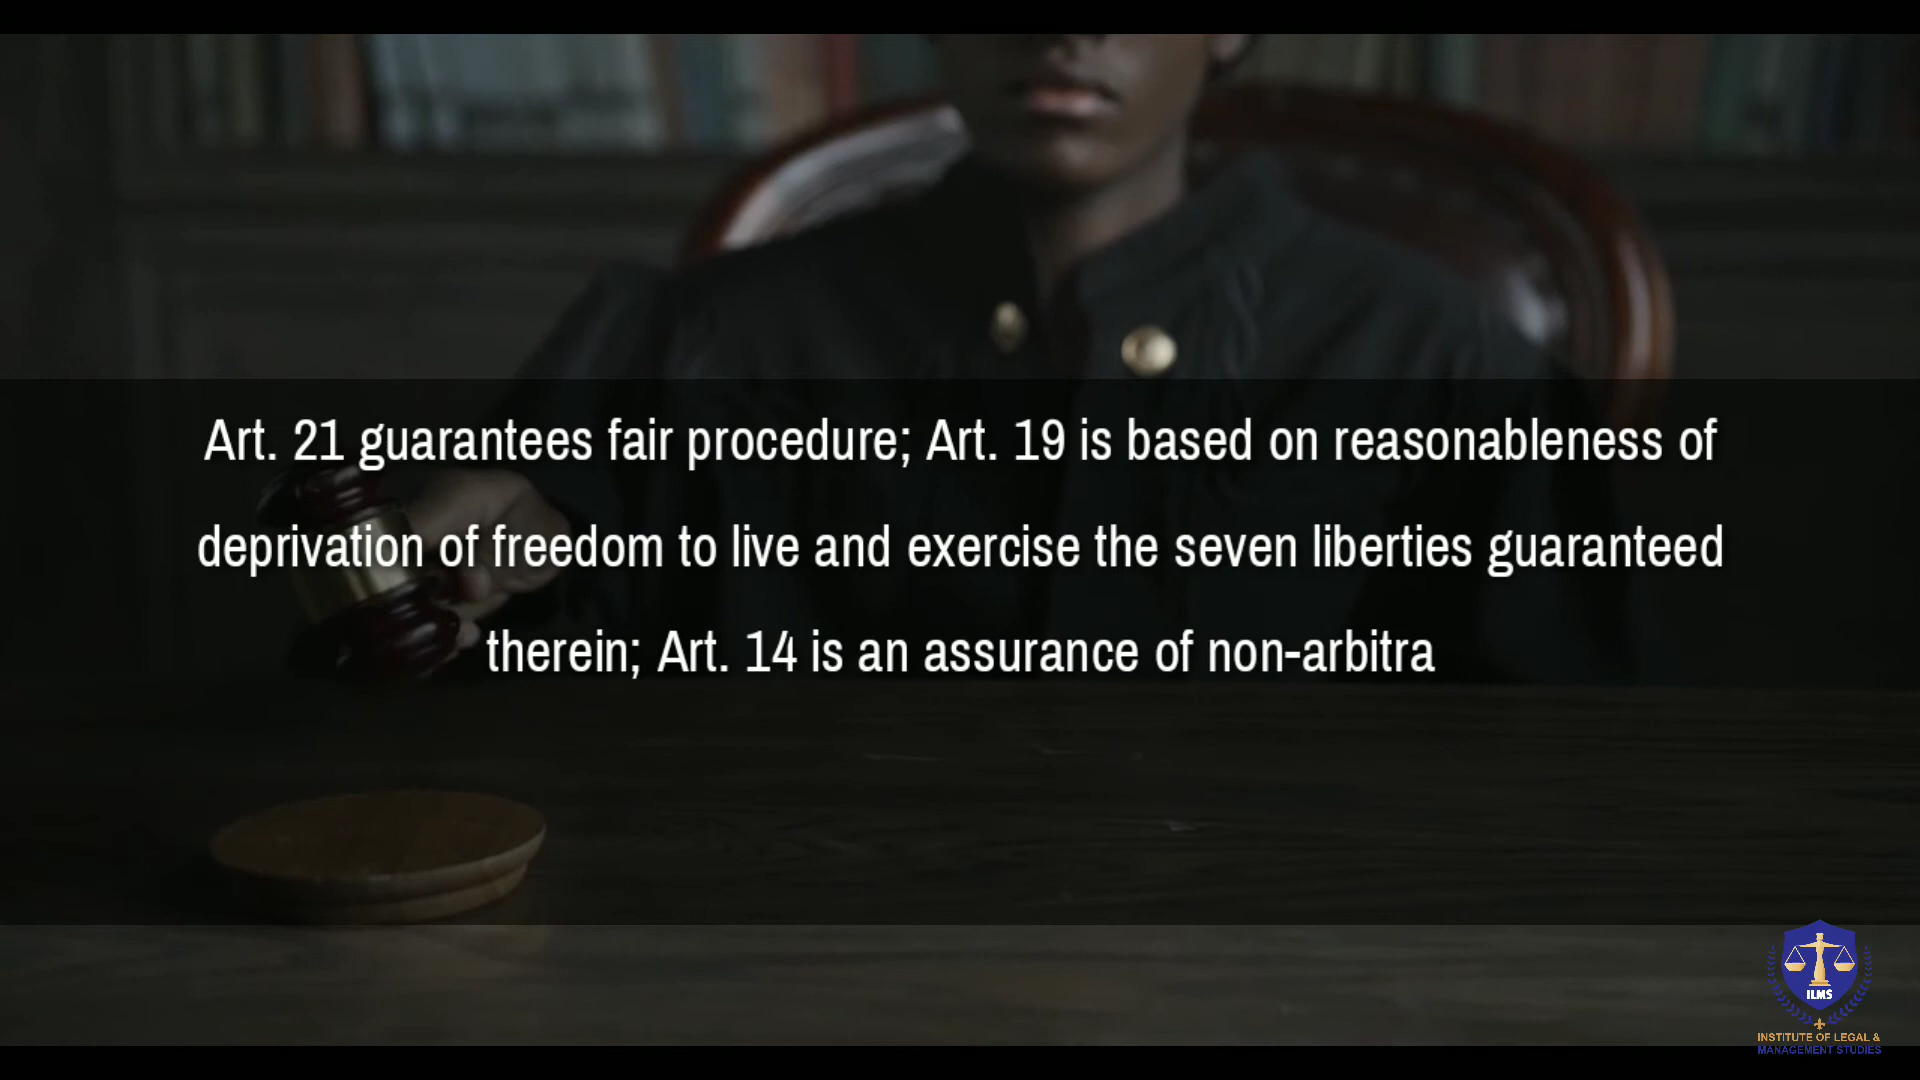 Art. 21 guarantees fair procedure; Art. 19 is based on reasonableness of
deprivation of freedom to live and exercise the seven liberties guaranteed
therein; Art. 14 is an assurance of non-arbitra
ILMS
INSTITUTE OF LEGAL &
MANAGEMENT STUDIES